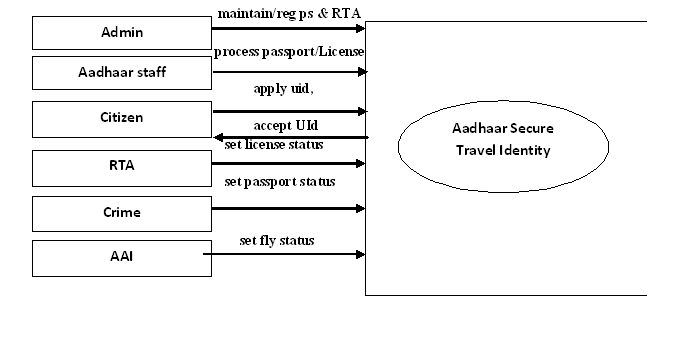 maintain/reg ps & RTA
Admin
process passport/License
Aadhaar staff
apply uid,
Citizen
accept UId
set license status
RTA
set passport status
Crime
set fly status
AAI
Aadhaar Secure
Travel Identity